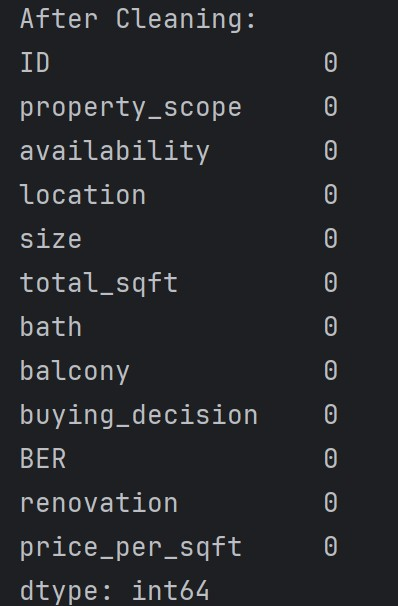 After Cleaning:
ID                 0
property_scope     0
availability       0
location           0
size               0
total_sqft         0
bath               0
balcony            0
buying_decision    0
BER                0
renovation         0
price_per_sqft     0
dtype: int64